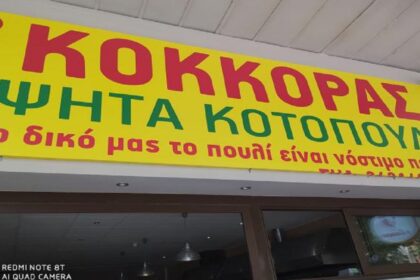 ΚΟΚΚΟΡΑΣ
ΨΗΤΑ ΚΟΤΟΠΟΥΛ
δικό μας το πουλί είναι νόστιμο
REDMI NOTE 8T
AI QUAD CAMERA